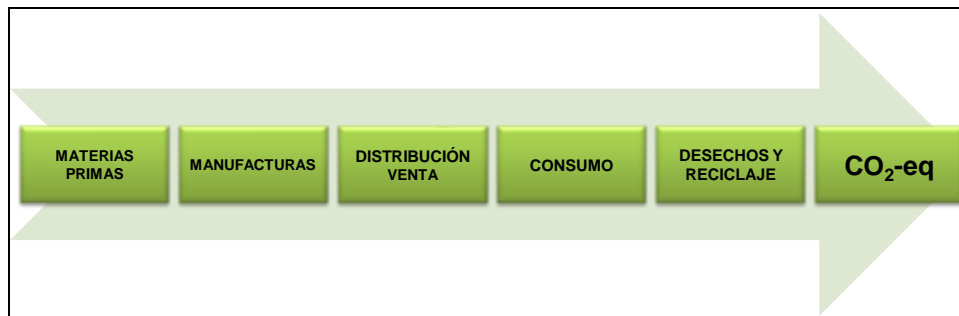 MATERIAS
PRIMAS
MANUFACTURAS
DISTRIBUCIÓN
VENTA
CONSUMO
DESECHOS Y
RECICLAJE
CO₂-eq